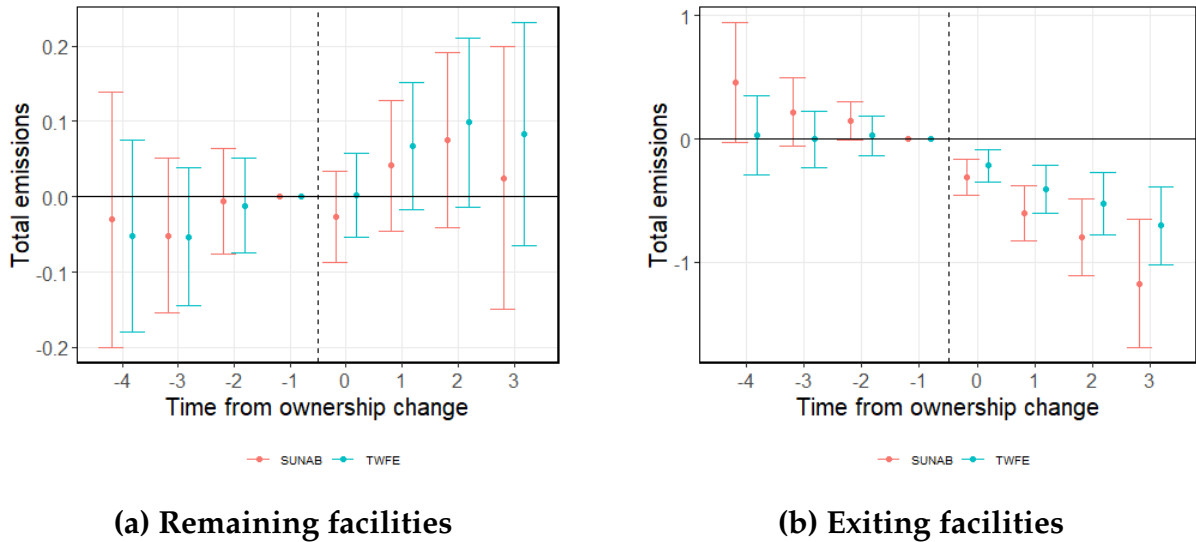 Total emissions
0.2
0.1
0.0
-0.1
-0.2
-4 -3 -2 -1 0 1 2 3
Time from ownership change
SUNAB TWFE
(a) Remaining facilities
Total emissions
1
0
-1
-4 -3 -2 -1 0 1 2 3
Time from ownership change
SUNAB TWFE
(b) Exiting facilities